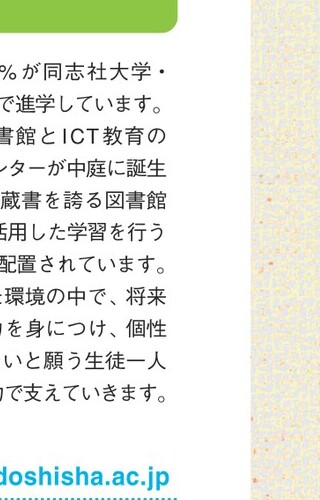 %が同志社大学・
で進学しています。
書館とICT教育の
ンターが中庭に誕生
蔵書を誇る図書館
活用した学習を行う
配置されています。
環境の中で、将来
を身につけ、個性
いと願う生徒一人
で支えていきます。
doshisha.ac.jp